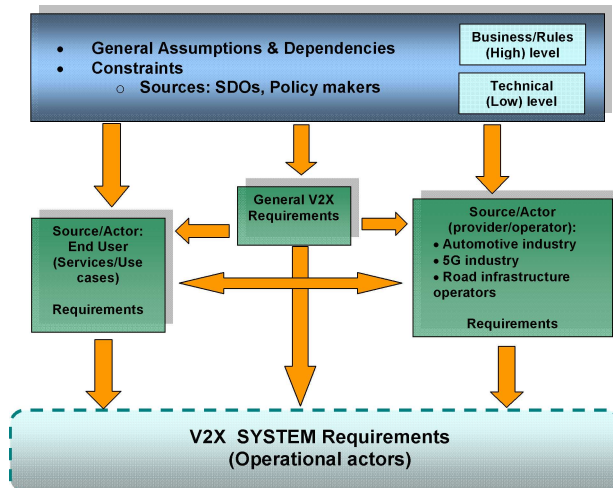 • General Assumptions & Dependencies
• Constraints
o Sources: SDOs, Policy makers
Business/Rules
(High) level
Technical
(Low) level
General V2X
Requirements
Source/Actor:
End User
(Services/Use
cases)
Requirements
Source/Actor
(provider/operator):
• Automotive industry
• 5G industry
• Road infrastructure
operators
Requirements
V2X SYSTEM Requirements
(Operational actors)